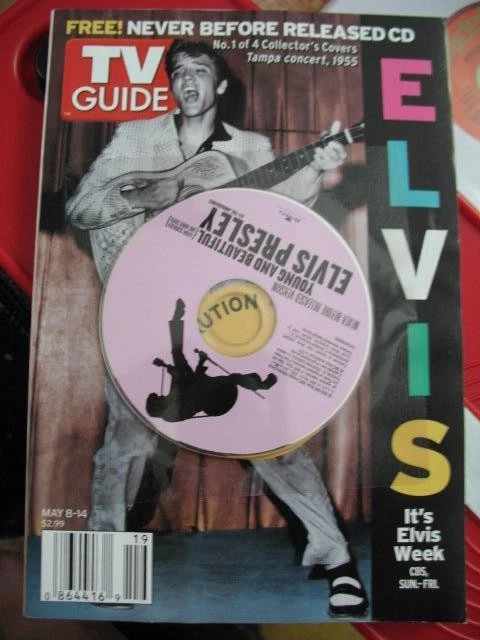 FREE! NEVER BEFORE RELEASED CD
No.1 of 4 Collector's Covers
Tampa concert, 1955
TV
GUIDE
ELVIS
It's
Elvis
Week
CBS,
SUN.-FRI.
ELVIS PRESLEY
YOUNG AND BEAUTIFUL
NEVER BEFORE RELEASED VERSION
UTION
MAY 8-14
$2.99
19
0 864416 9